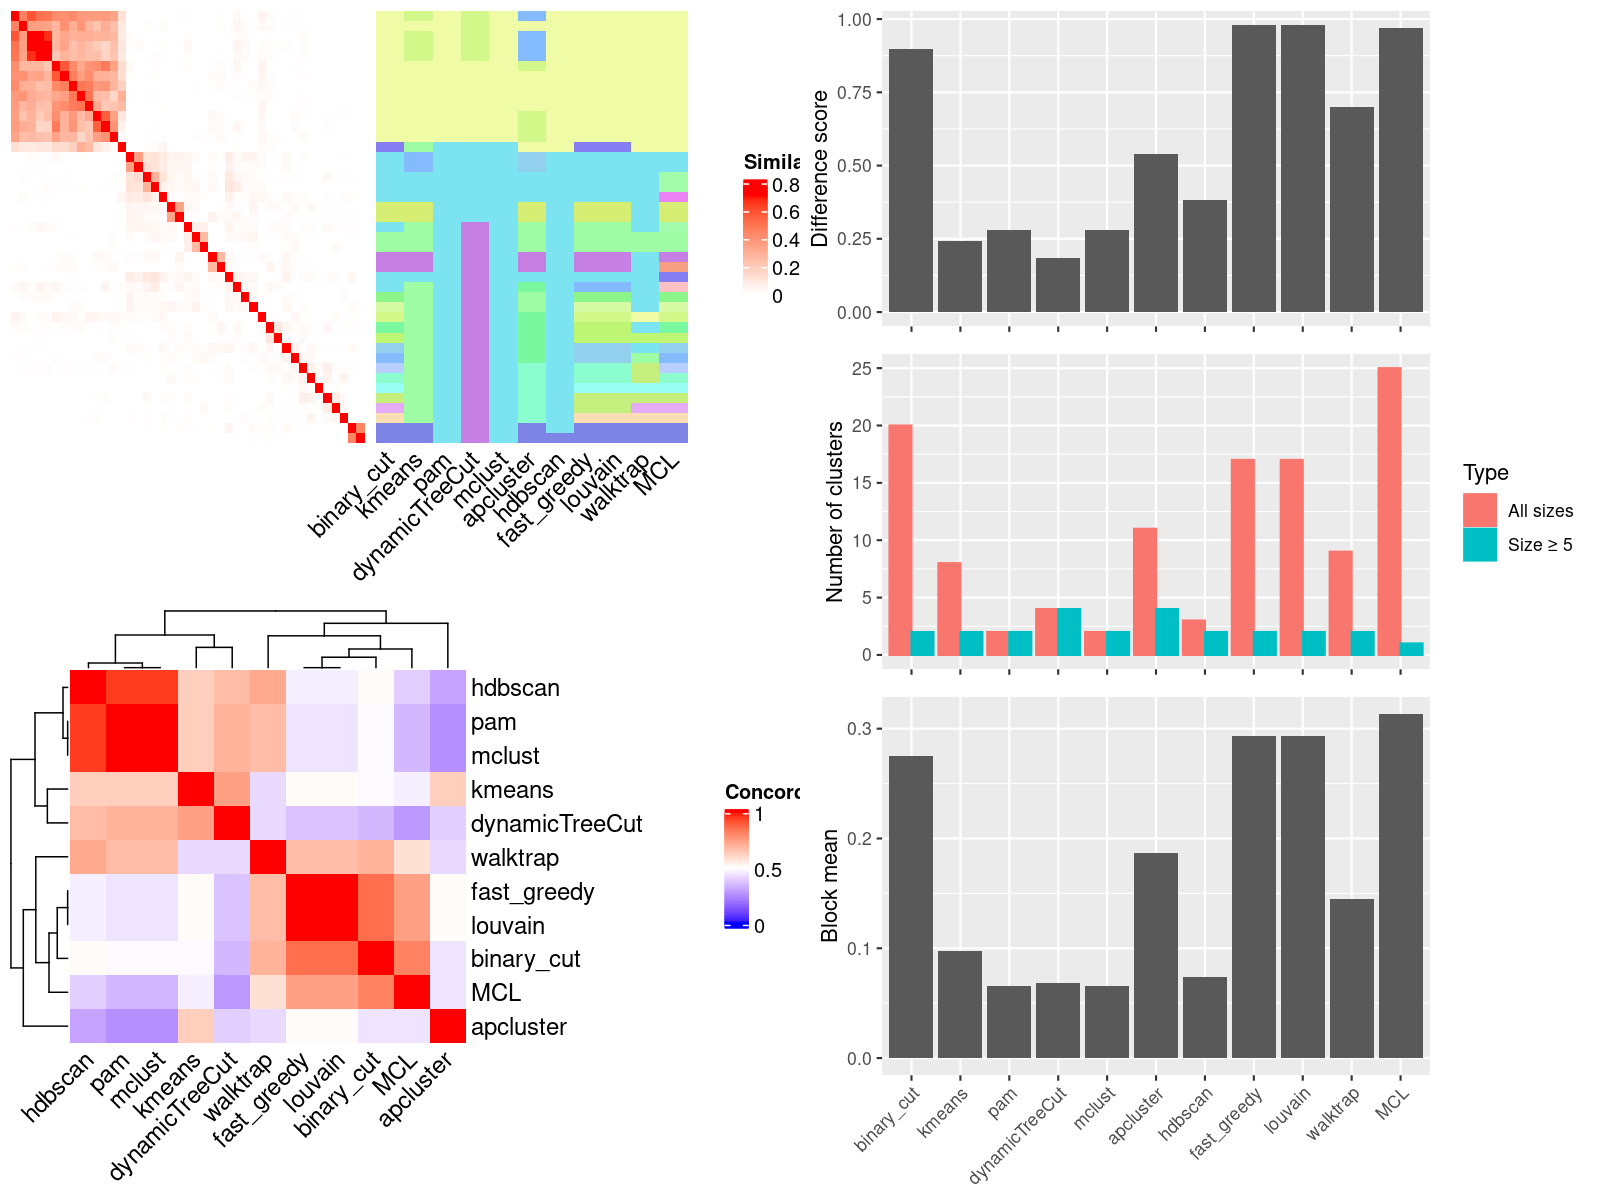 Simila
0.8
0.6
0.4
0.2
0
binary_cut
kmeans
pam
dynamicTreeCut
mclust
apcluster
hdbscan
fast_greedy
louvain
walktrap
MCL
hdbscan
pam
mclust
kmeans
dynamicTreeCut
walktrap
fast_greedy
louvain
binary_cut
MCL
apcluster
hdbscan
pam
mclust
kmeans
dynamicTreeCut
walktrap
fast_greedy
louvain
binary_cut
MCL
apcluster
Concord
1
0.5
0
Difference score
1.00
0.75
0.50
0.25
0.00
Number of clusters
25
20
15
10
5
0
Type
All sizes
Size ≥ 5
Block mean
0.3
0.2
0.1
0.0
binary_cut
kmeans
pam
dynamicTreeCut
mclust
apcluster
hdbscan
fast_greedy
louvain
walktrap
MCL